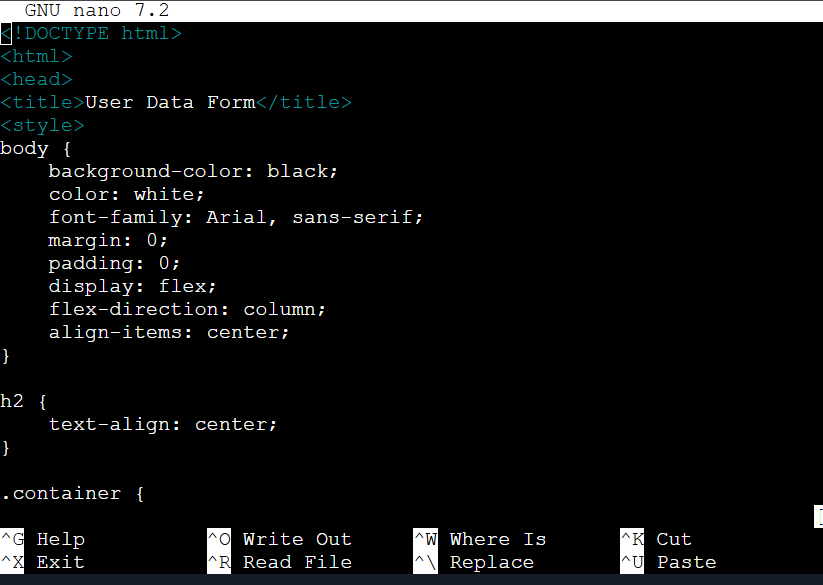 GNU nano 7.2
<!DOCTYPE html>
<html>
<head>
<title>User Data Form</title>
<style>
body {
    background-color: black;
    color: white;
    font-family: Arial, sans-serif;
    margin: 0;
    padding: 0;
    display: flex;
    flex-direction: column;
    align-items: center;
}

h2 {
    text-align: center;
}

.container {
^G Help ^O Write Out ^W Where Is ^K Cut
^X Exit ^R Read File ^\ Replace ^U Paste